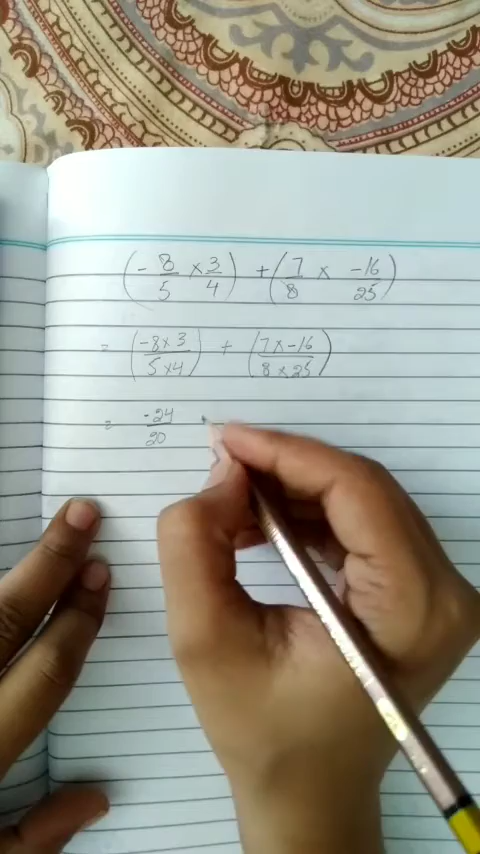 (-8/5 × 3/4) + (7/8 × -16/25)
= (-8×3/5×4) + (7×-16/8×25)
= -24/20